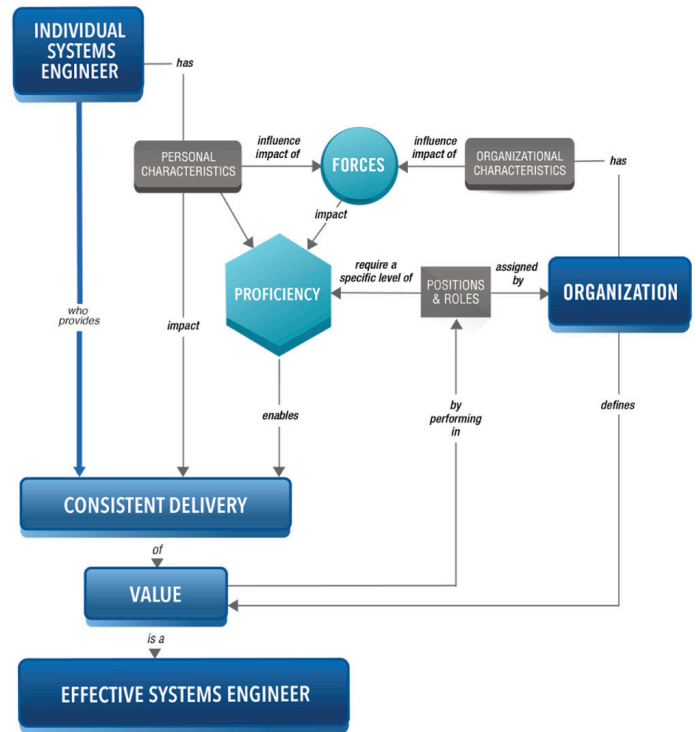 INDIVIDUAL
SYSTEMS
ENGINEER
has
PERSONAL
CHARACTERISTICS
influence
impact of
FORCES
influence
impact of
ORGANIZATIONAL
CHARACTERISTICS
has
impact
PROFICIENCY
require a
specific level of
POSITIONS
& ROLES
assigned
by
ORGANIZATION
who
provides
impact
enables
by
performing
in
defines
CONSISTENT DELIVERY
of
VALUE
is a
EFFECTIVE SYSTEMS ENGINEER